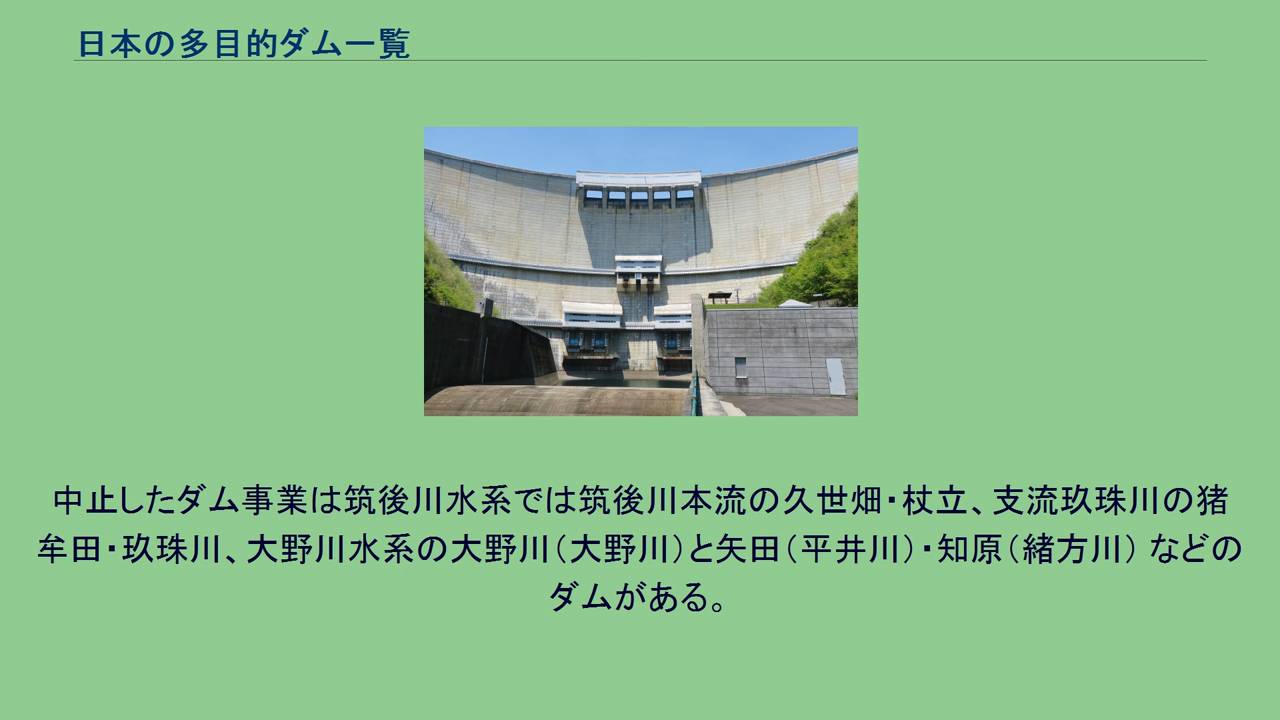 日本の多目的ダム一覧
中止したダム事業は筑後川水系では筑後川本流の久世畑・杖立、支流玖珠川の猪
牟田・玖珠川、大野川水系の大野川（大野川）と矢田（平井川）・知原（緒方川） などの
ダムがある。